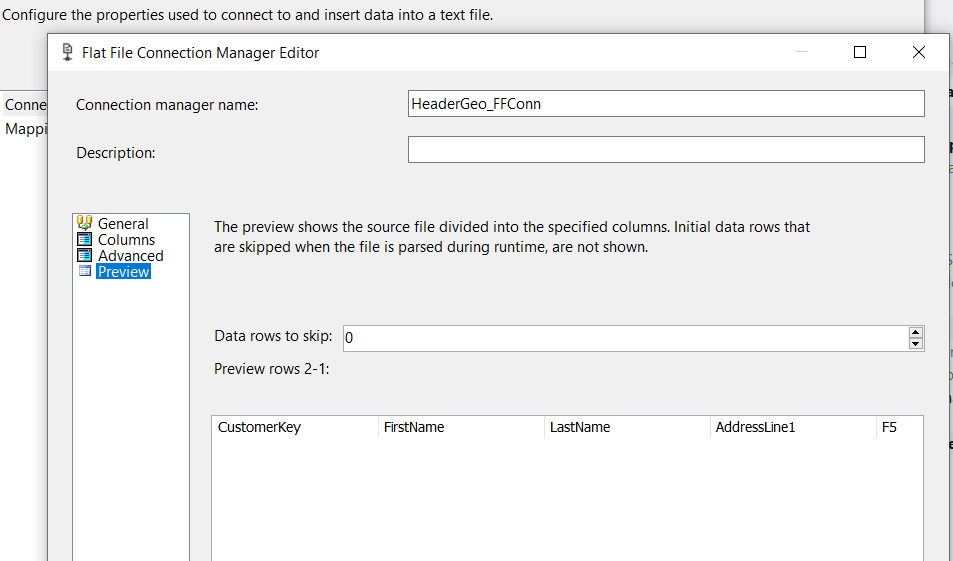 Configure the properties used to connect to and insert data into a text file.
Flat File Connection Manager Editor
Conne
Connection manager name:
HeaderGeo_FFConn
Mappi
Description:
General
Columns
Advanced
Preview
The preview shows the source file divided into the specified columns. Initial data rows that
are skipped when the file is parsed during runtime, are not shown.
Data rows to skip:
0
Preview rows 2-1:
CustomerKey FirstName LastName AddressLine1 F5